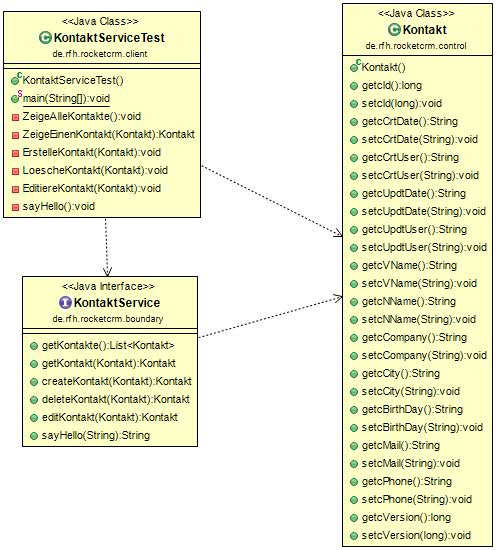 <<Java Class>>
C KontaktServiceTest
de.rfh.rocketcrm.client
C KontaktServiceTest()
S main(String[]):void
ZeigeAlleKontakte():void
ZeigeEinenKontakt(Kontakt):Kontakt
ErstelleKontakt(Kontakt):void
LoescheKontakt(Kontakt):void
EditiereKontakt(Kontakt):void
sayHello():void
<<Java Interface>>
I KontaktService
de.rfh.rocketcrm.boundary
getKontakte():List<Kontakt>
getKontakt(Kontakt):Kontakt
createKontakt(Kontakt):Kontakt
deleteKontakt(Kontakt):Kontakt
editKontakt(Kontakt):Kontakt
sayHello(String):String
<<Java Class>>
C Kontakt
de.rfh.rocketcrm.control
C Kontakt()
getcId():long
setcId(long):void
getcCrtDate():String
setcCrtDate(String):void
getcCrtUser():String
setcCrtUser(String):void
getcUpdtDate():String
setcUpdtDate(String):void
getcUpdtUser():String
setcUpdtUser(String):void
getcVName():String
setcVName(String):void
getcNName():String
setcNName(String):void
getcCompany():String
setcCompany(String):void
getcCity():String
setcCity(String):void
getcBirthDay():String
setcBirthDay(String):void
getcMail():String
setcMail(String):void
getcPhone():String
setcPhone(String):void
getcVersion():long
setcVersion(long):void